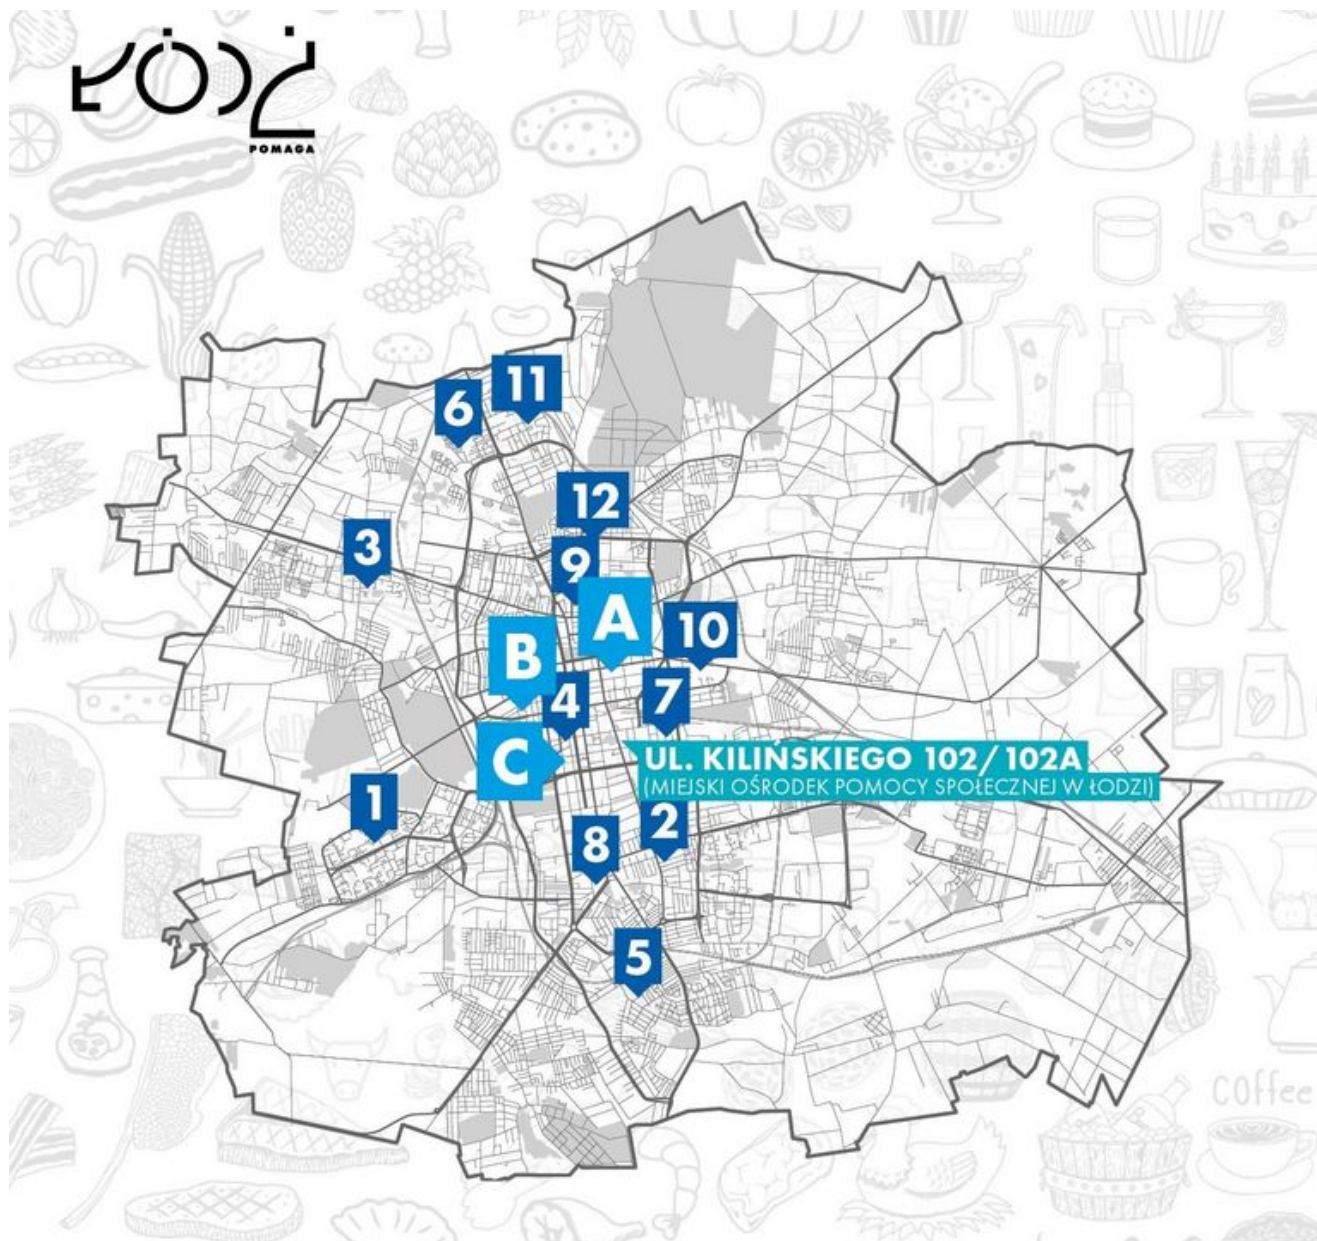 ŁÓDŹ
POMAGA
11
6
12
3
9
A
10
B
4
7
C
UL. KILIŃSKIEGO 102/102A
(MIEJSKI OŚRODEK POMOCY SPOŁECZNEJ W ŁODZI)
1
2
8
5
COFFee